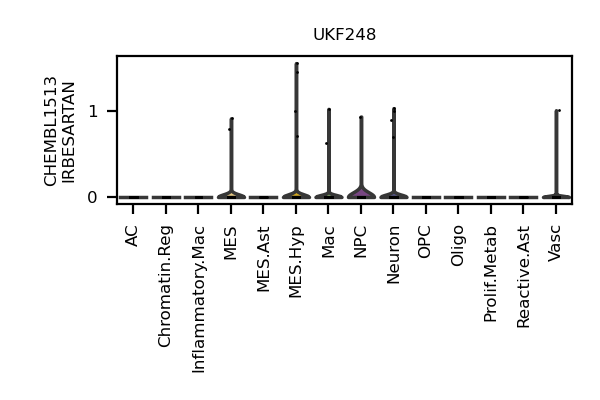 UKF248
CHEMBL1513
IRBESARTAN
1
0
AC
Chromatin.Reg
Inflammatory.Mac
MES
MES.Ast
MES.Hyp
Mac
NPC
Neuron
OPC
Oligo
Prolif.Metab
Reactive.Ast
Vasc